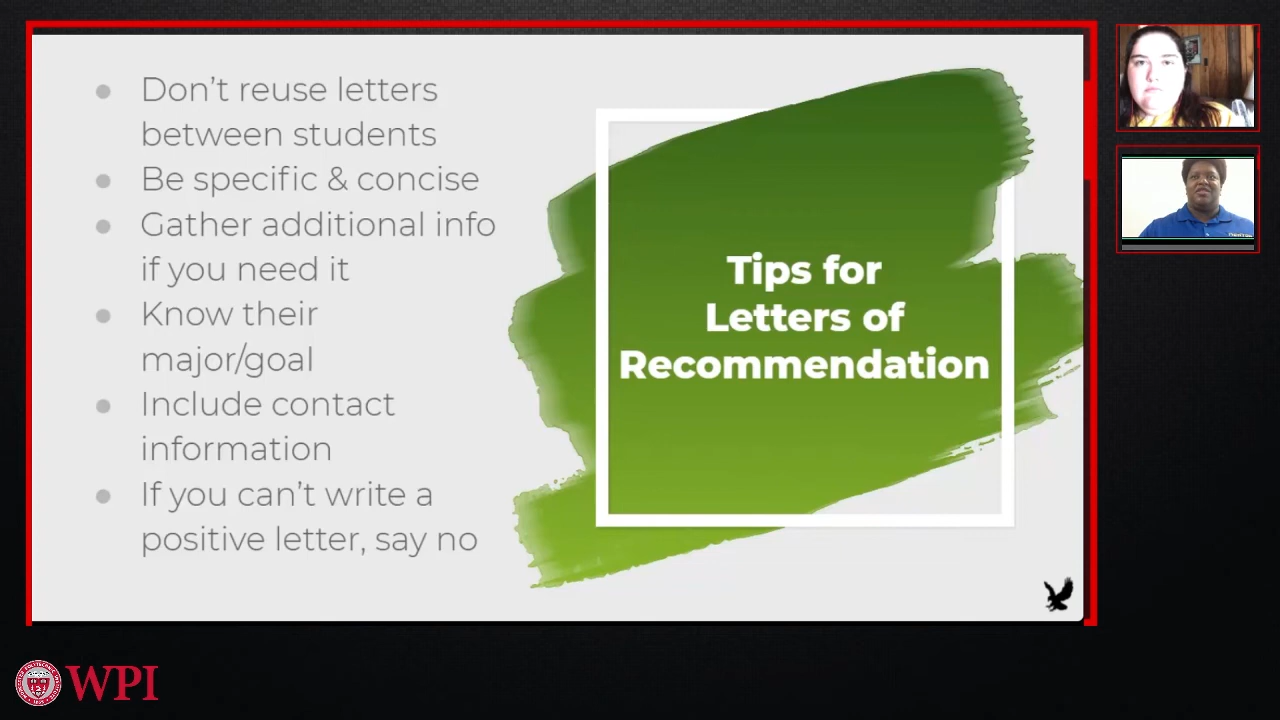 Don’t reuse letters
between students
Be specific & concise
Gather additional info
if you need it
Know their
major/goal
Include contact
information
If you can’t write a
positive letter, say no
Tips for
Letters of
Recommendation
WPI